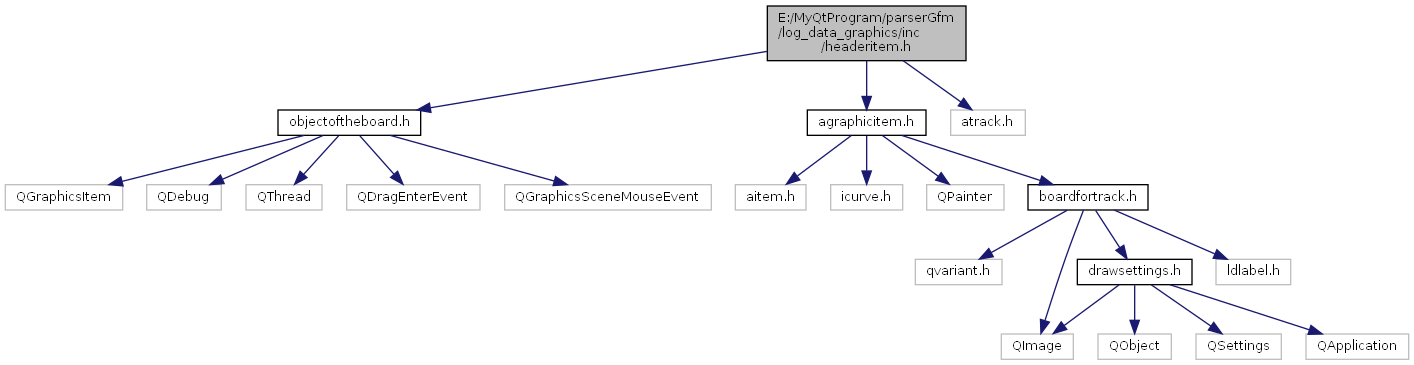 E:/MyQtProgram/parserGfm
/log_data_graphics/inc
/headeritem.h
objectoftheboard.h
agraphicitem.h
atrack.h
QGraphicsItem
QDebug
QThread
QDragEnterEvent
QGraphicsSceneMouseEvent
aitem.h
icurve.h
QPainter
boardfortrack.h
qvariant.h
drawsettings.h
ldlabel.h
QImage
QObject
QSettings
QApplication